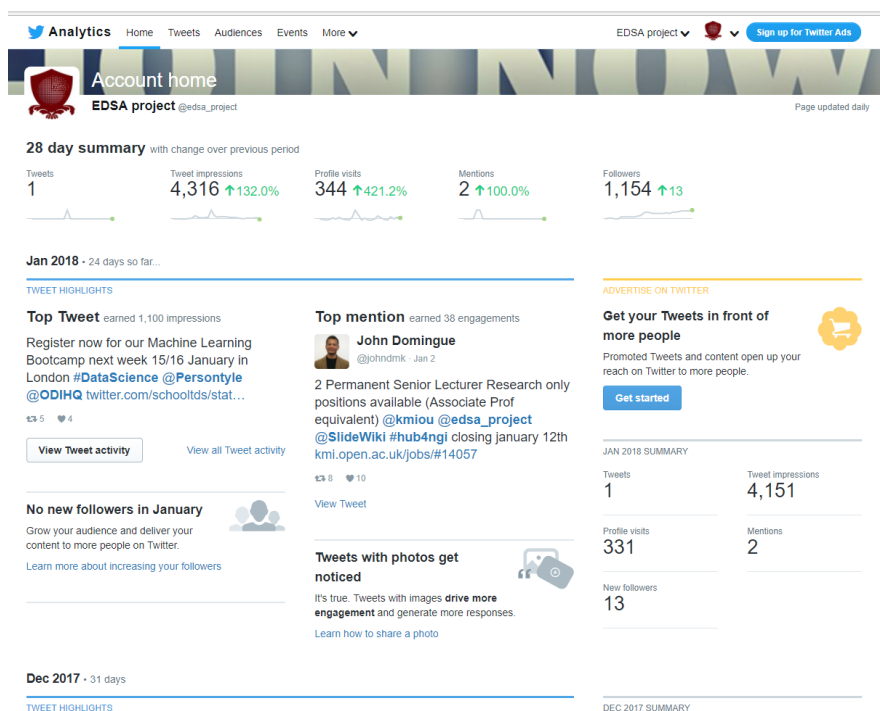 Analytics Home Tweets Audiences Events More EDSA project Sign up for Twitter Ads
OIN NOW
Account home
EDSA project @edsa_project
Page updated daily
28 day summary with change over previous period
Tweets Tweet impressions Profile visits Mentions Followers
1 4,316 132.0% 344 421.2% 2 100.0% 1,154 13
Jan 2018 • 24 days so far...
TWEET HIGHLIGHTS
Top Tweet earned 1,100 impressions
Register now for our Machine Learning
Bootcamp next week 15/16 January in
London #DataScience @Persontyle
@ODIHQ twitter.com/schooltds/stat…
5 4
View Tweet activity View all Tweet activity
No new followers in January
Grow your audience and deliver your
content to more people on Twitter.
Learn more about increasing your followers
Top mention earned 38 engagements
John Domingue
@johndmk · Jan 2
2 Permanent Senior Lecturer Research only
positions available (Associate Prof
equivalent) @kmiou @edsa_project
@SlideWiki #hub4ngi closing january 12th
kmi.open.ac.uk/jobs/#14057
8 10
View Tweet
Tweets with photos get
noticed
It's true. Tweets with images drive more
engagement and generate more responses.
Learn how to share a photo
ADVERTISE ON TWITTER
Get your Tweets in front of
more people
Promoted Tweets and content open up your
reach on Twitter to more people.
Get started
JAN 2018 SUMMARY
Tweets Tweet impressions
1 4,151
Profile visits Mentions
331 2
New followers
13
Dec 2017 • 31 days
TWEET HIGHLIGHTS
DEC 2017 SUMMARY